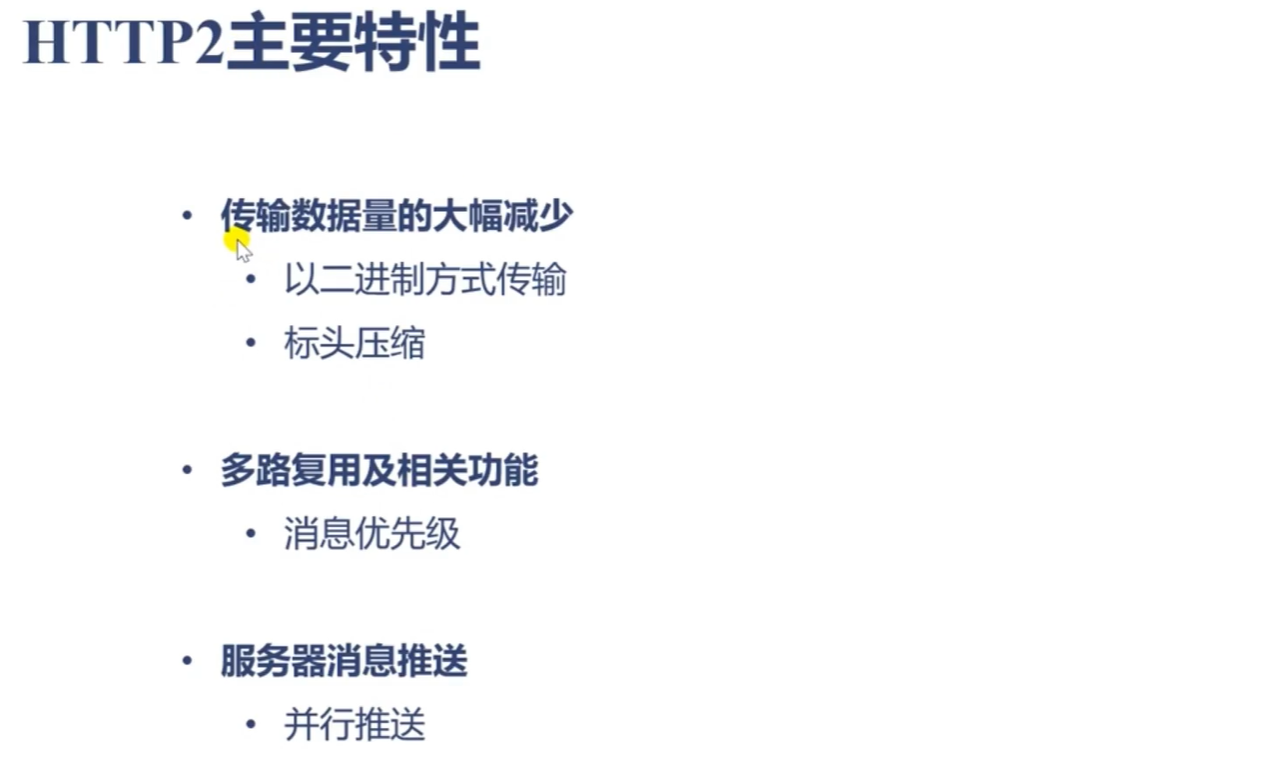 HTTP2主要特性
• 传输数据量的大幅减少
• 以二进制方式传输
• 标头压缩
• 多路复用及相关功能
• 消息优先级
• 服务器消息推送
• 并行推送